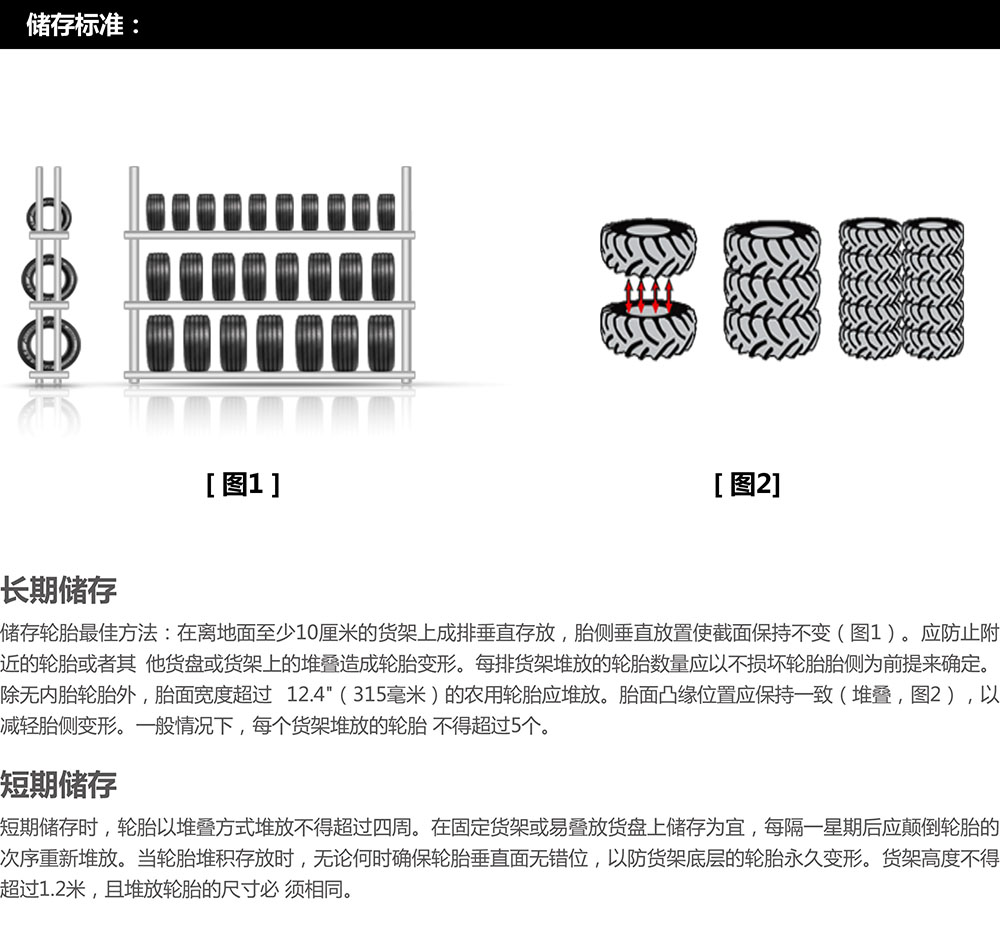 储存标准：
[ 图1 ]
[ 图2]
长期储存
储存轮胎最佳方法：在离地面至少10厘米的货架上成排垂直存放，胎侧垂直放置使截面保持不变（图1）。应防止附
近的轮胎或者其 他货盘或货架上的堆叠造成轮胎变形。每排货架堆放的轮胎数量应以不损坏轮胎胎侧为前提来确定。
除无内胎轮胎外，胎面宽度超过 12.4"（315毫米）的农用轮胎应堆放。胎面凸缘位置应保持一致（堆叠，图2），以
减轻胎侧变形。一般情况下，每个货架堆放的轮胎 不得超过5个。
短期储存
短期储存时，轮胎以堆叠方式堆放不得超过四周。在固定货架或易叠放货盘上储存为宜，每隔一星期后应颠倒轮胎的
次序重新堆放。当轮胎堆积存放时，无论何时确保轮胎垂直面无错位，以防货架底层的轮胎永久变形。货架高度不得
超过1.2米，且堆放轮胎的尺寸必 须相同。